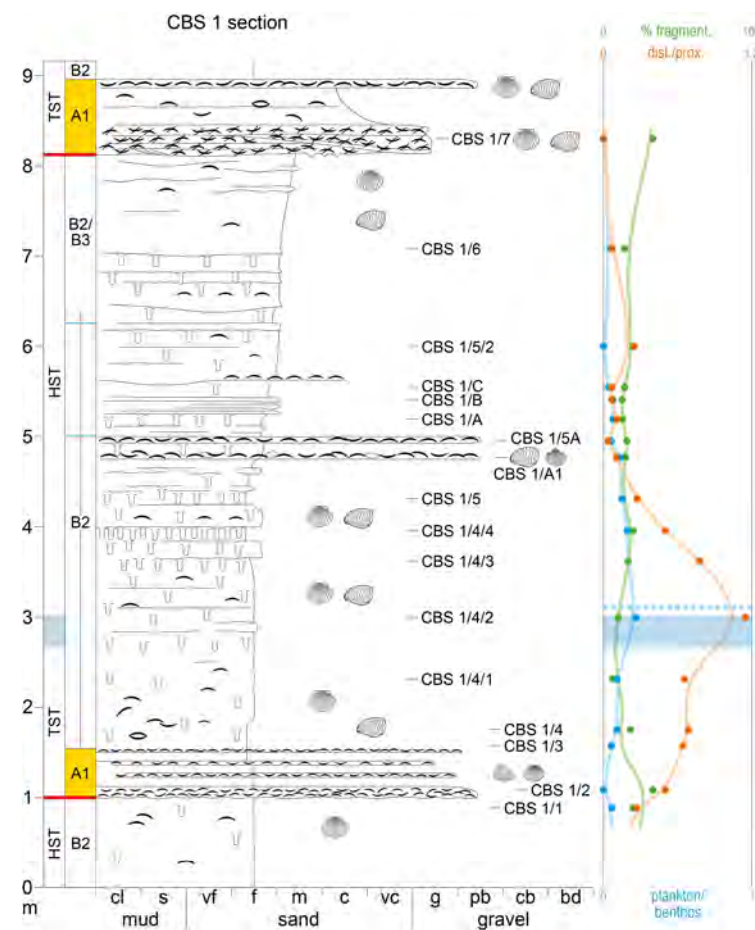 CBS 1 section
% fragment.
0
10
dist./prox.
9
B2
TST
A1
CBS 1/7
8
B2/
B3
7
CBS 1/6
6
CBS 1/5/2
HST
CBS 1/C
CBS 1/B
CBS 1/A
5
CBS 1/5A
CBS 1/A1
CBS 1/5
4
B2
CBS 1/4/4
CBS 1/4/3
3
CBS 1/4/2
CBS 1/4/1
2
TST
CBS 1/4
CBS 1/3
A1
CBS 1/2
1
CBS 1/1
HST
B2
0
m
cl s vf f m c vc g pb cb bd
mud sand gravel
plankton/
benthos